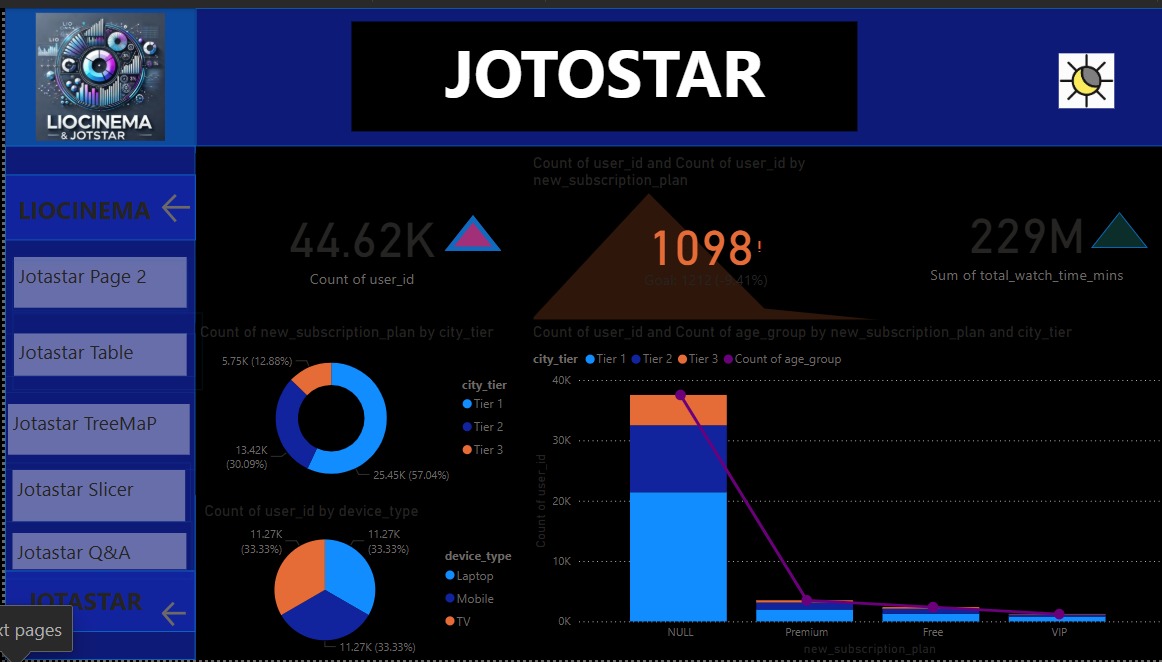 LIOCINEMA
& JOTSTAR
JOTOSTAR
LIOCINEMA
Jotastar Page 2
Jotastar Table
Jotastar TreeMaP
Jotastar Slicer
Jotastar Q&A
JOTASTAR
xt pages
44.62K
Count of user_id
Count of user_id and Count of user_id by
new_subscription_plan
1098!
229M
Sum of total_watch_time_mins
Count of new_subscription_plan by city_tier
5.75K (12.88%)
13.42K
(30.09%)
25.45K (57.04%)
city_tier
Tier 1
Tier 2
Tier 3
Count of user_id by device_type
11.27K
(33.33%)
11.27K
(33.33%)
11.27K (33.33%)
device_type
Laptop
Mobile
TV
Count of user_id and Count of age_group by new_subscription_plan and city_tier
city_tier Tier 1 Tier 2 Tier 3 Count of age_group
Count of user_id
40K
30K
20K
10K
0K
NULL Premium Free VIP
new_subscription_plan